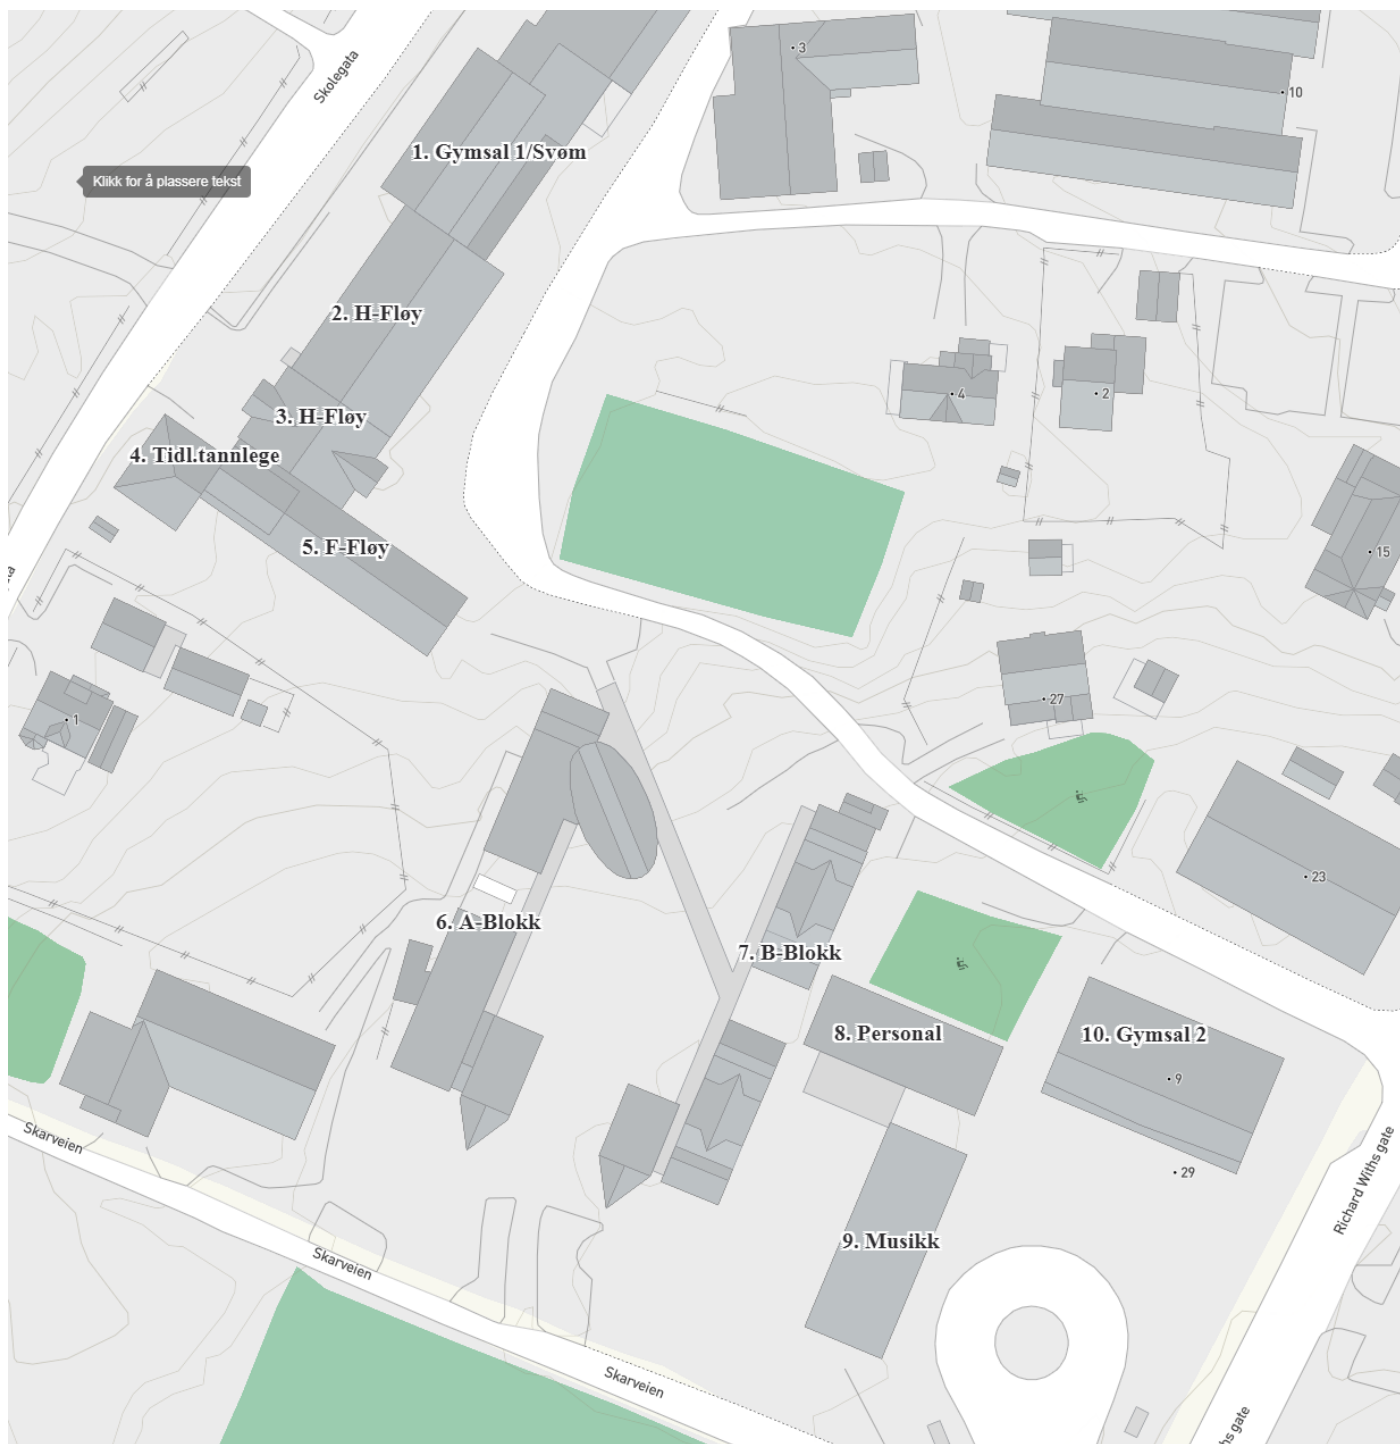 Skolegata
3
10
1. Gymsal 1/Svøm
Klikk for å plassere tekst
2. H-Fløy
4
2
3. H-Fløy
4. Tidl.tannlege
5. F-Fløy
15
27
1
23
6. A-Blokk
7. B-Blokk
8. Personal
10. Gymsal 2
9
29
Skarveien
Richard Withs gate
9. Musikk
Skarveien
Skarveien
hs gate